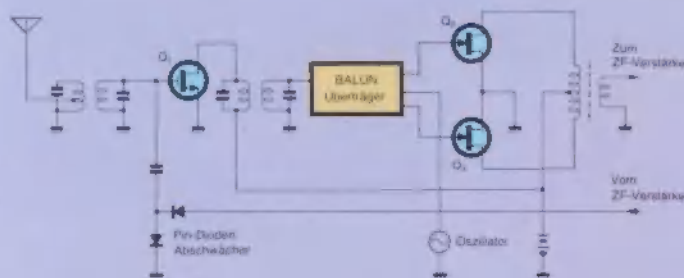 Q₁
BALUN
Überträger
Q₂
Q₃
Zum
ZF-Verstärker
Vom
ZF-Verstärker
Pin-Dioden
Abschwächer
Oszillator